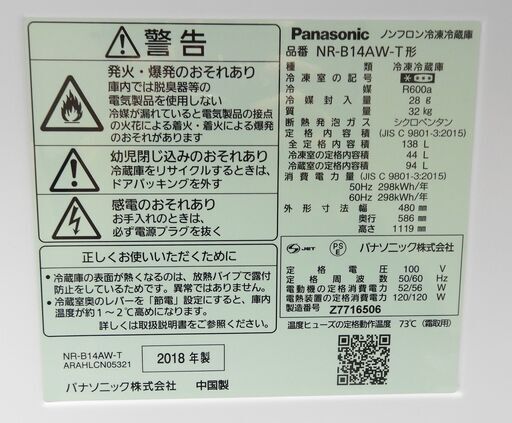 警告
発火・爆発のおそれあり
庫内では脱臭器等の
電気製品を使用しないこと
冷媒が漏れていると電気製品の接点
の火花による着火・着火の爆発
のおそれあり
幼児閉じ込みのおそれあり
冷蔵庫をリサイクルするときは、
ドアパッキングを外す
感電のおそれあり
お手入れのときは、
必ず電源プラグを抜く
正しくお使いいただくために
●冷蔵庫の表面が熱くなるのは、放熱パイプで露付
防止をしているためです。異常ではありません。
●冷蔵室奥のレバーを「節電」設定にすると、庫内
温度が約1~2℃高めになります。
詳しくは取扱説明書をご覧ください。
NR-B14AW-T
ARAHLCN05321
2018年製
パナソニック株式会社 中国製
Panasonic ノンフロン冷凍冷蔵庫
品番 NR-B14AW-T形
種類 冷凍冷蔵庫
冷凍室の記号 * ***
冷媒 R600a
冷媒封入量 28g
質量 32kg
断熱発泡ガス シクロペンタン
定格内容積 (JIS C 9801-3:2015)
全定格内容積 138 L
冷凍室の定格内容積 44 L
冷蔵室の定格内容積 94 L
消費電力量 (JIS C 9801-3:2015)
50Hz 298kWh/年
60Hz 298kWh/年
外形寸法 幅 480 mm
奥行 586 mm
高さ 1119 mm
JET PSE パナソニック株式会社
定格電圧 100 V
定格周波数 50/60 Hz
電動機の定格消費電力 52/56 W
電熱装置の定格消費電力 120/120 W
製造番号 Z7716506
温度ヒューズの定格動作温度 73℃(霜取用)